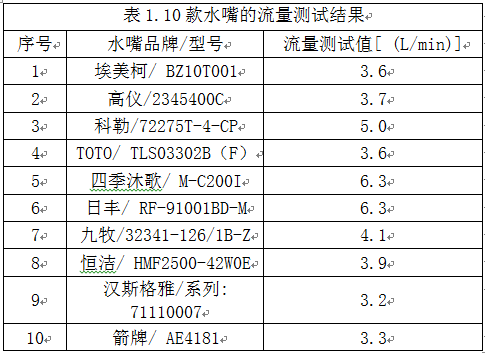 表1.10款水嘴的流量测试结果
序号 水嘴品牌/型号 流量测试值[ (L/min)]
1 埃美柯/ BZ10T001 3.6
2 高仪/2345400C 3.7
3 科勒/72275T-4-CP 5.0
4 TOTO/ TLS03302B（F） 3.6
5 四季沐歌/ M-C200I 6.3
6 日丰/ RF-91001BD-M 6.3
7 九牧/32341-126/1B-Z 4.1
8 恒洁/ HMF2500-42W0E 3.9
9 汉斯格雅/系列: 3.2
71110007
10 箭牌/ AE4181 3.3